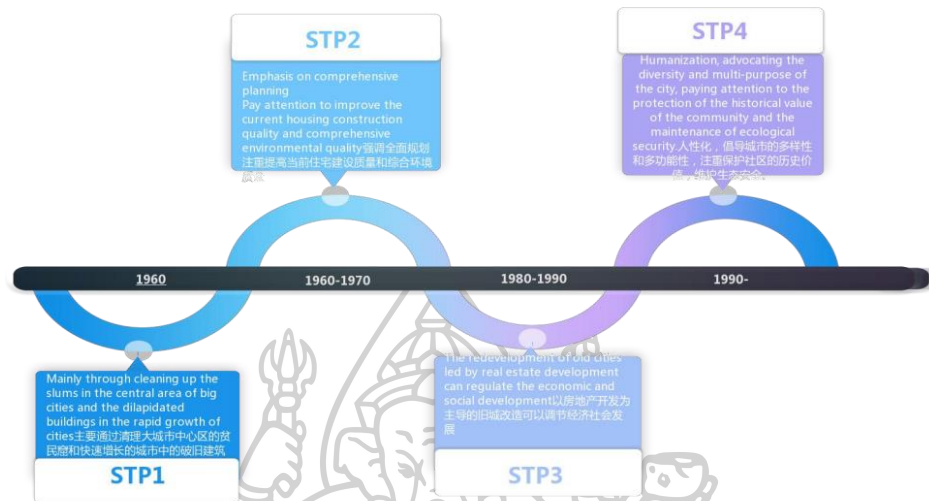 STP2
Emphasis on comprehensive
planning
Pay attention to improve the
current housing construction
quality and comprehensive
environmental quality强调全面规划
注重提高当前住宅建设质量和综合环境
质量
STP4
Humanization, advocating the
diversity and multi-purpose of
the city, paying attention to the
protection of the historical value
of the community and the
maintenance of ecological
security.人性化，倡导城市的多样性
和多功能性，注重保护社区的历史价
值，维护生态安全。
1960
1960-1970
1980-1990
1990-
Mainly through cleaning up the
slums in the central area of big
cities and the dilapidated
buildings in the rapid growth of
cities主要通过清理大城市中心区的贫
民窟和快速增长的城市中的破旧建筑
STP1
The redevelopment of old cities
led by real estate development
can regulate the economic and
social development以房地产开发为
主导的旧城改造可以调节经济社会发
展
STP3